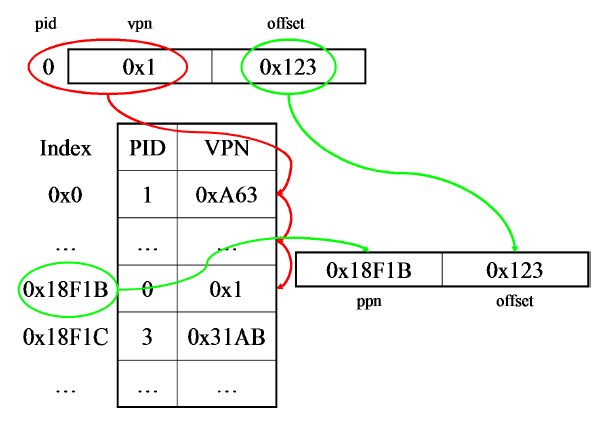 pid vpn offset
0 0x1 0x123
Index PID VPN
0x0 1 0xA63
... ... ...
0x18F1B 0 0x1
0x18F1C 3 0x31AB
... ... ...
0x18F1B 0x123
ppn offset